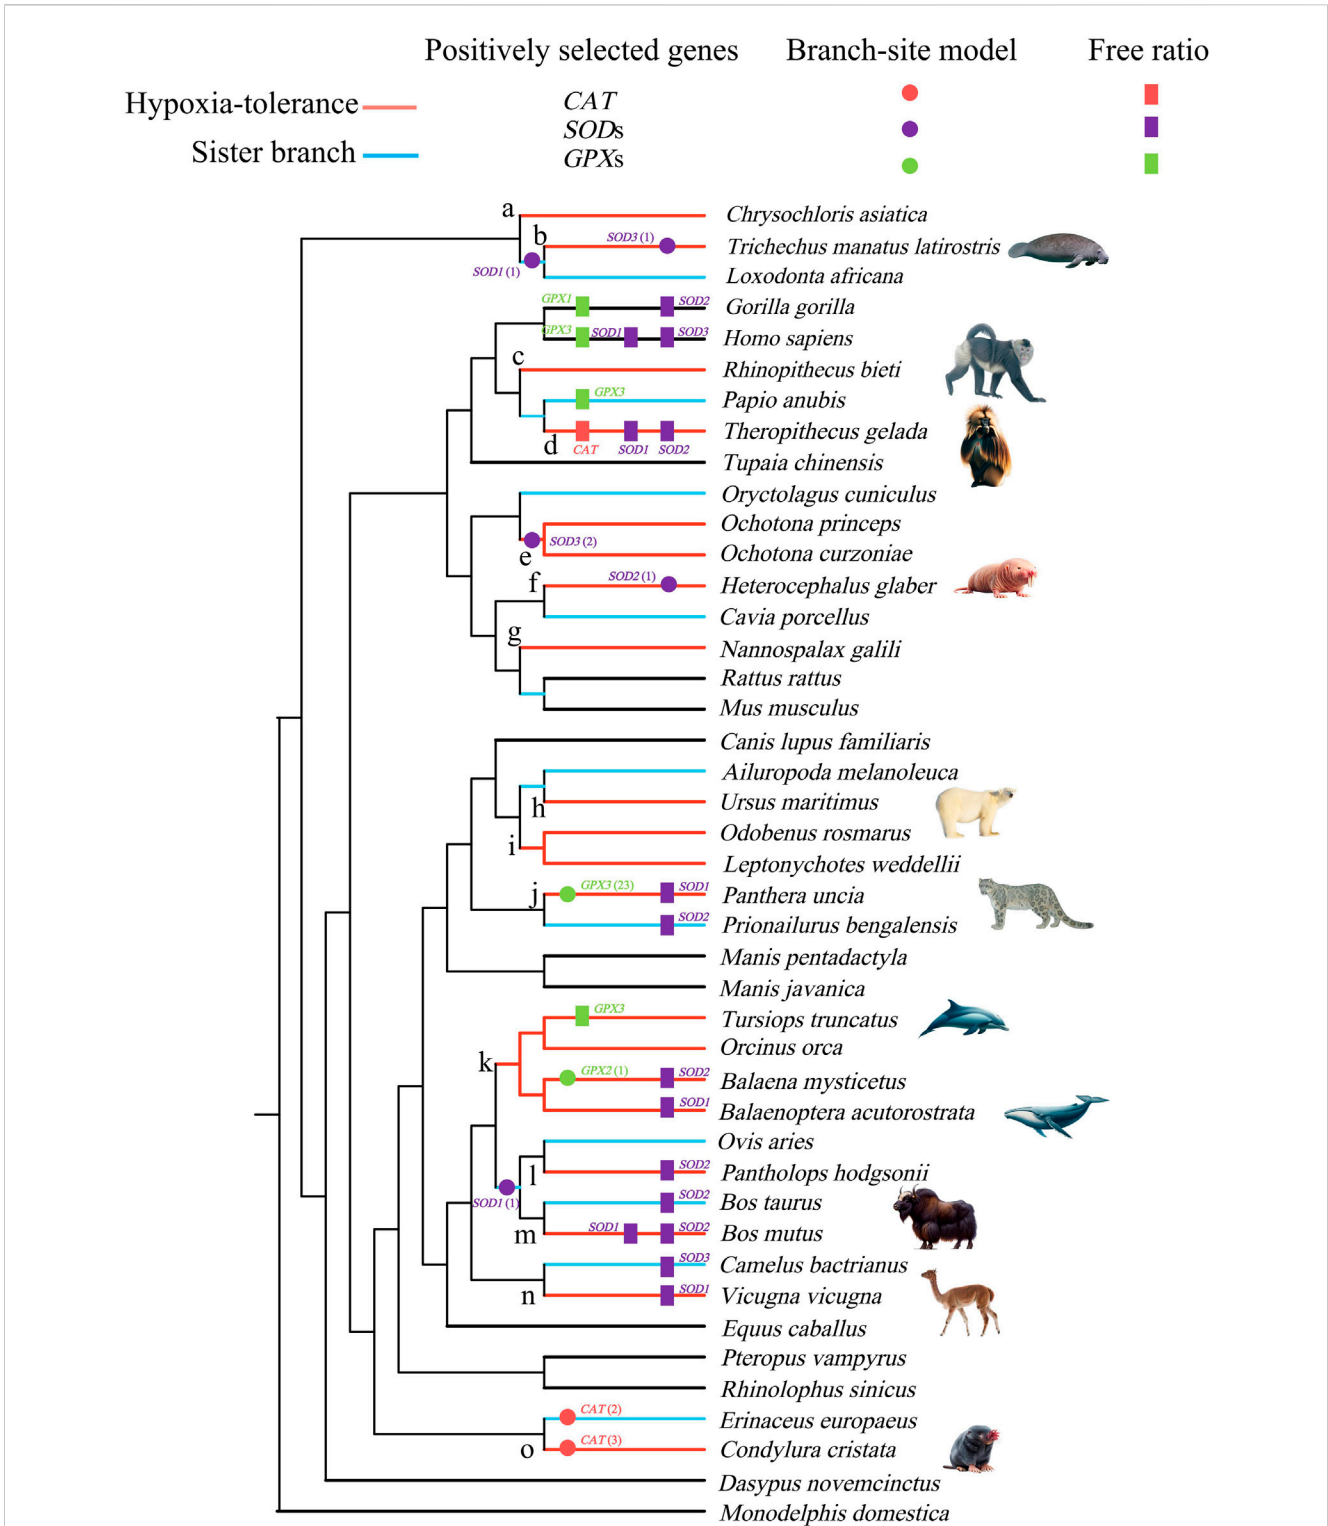 Positively selected genes Branch-site model Free ratio
Hypoxia-tolerance CAT
SODs
Sister branch GPXs
a Chrysochloris asiatica
b SOD3 (1) Trichechus manatus latirostris
SOD1 (1) Loxodonta africana
GPX1 SOD2 Gorilla gorilla
GPX3 SOD1 SOD3 Homo sapiens
c Rhinopithecus bieti
GPX3 Papio anubis
Theropithecus gelada
d CAT SOD1 SOD2
Tupaia chinensis
Oryctolagus cuniculus
Ochotona princeps
e SOD3 (2)
Ochotona curzoniae
f SOD2 (1) Heterocephalus glaber
Cavia porcellus
g Nannospalax galili
Rattus rattus
Mus musculus
Canis lupus familiaris
Ailuropoda melanoleuca
h Ursus maritimus
Odobenus rosmarus
i Leptonychotes weddellii
j GPX3 (23) SOD1 Panthera uncia
SOD2 Prionailurus bengalensis
Manis pentadactyla
Manis javanica
GPX3 Tursiops truncatus
Orcinus orca
k GPX2 (1) SOD2 Balaena mysticetus
SOD1 Balaenoptera acutorostrata
Ovis aries
l SOD2 Pantholops hodgsonii
SOD1 (1) SOD2 Bos taurus
m SOD1 SOD2 Bos mutus
SOD3 Camelus bactrianus
n SOD1 Vicugna vicugna
Equus caballus
Pteropus vampyrus
Rhinolophus sinicus
CAT (2) Erinaceus europaeus
o CAT (3) Condylura cristata
Dasypus novemcinctus
Monodelphis domestica